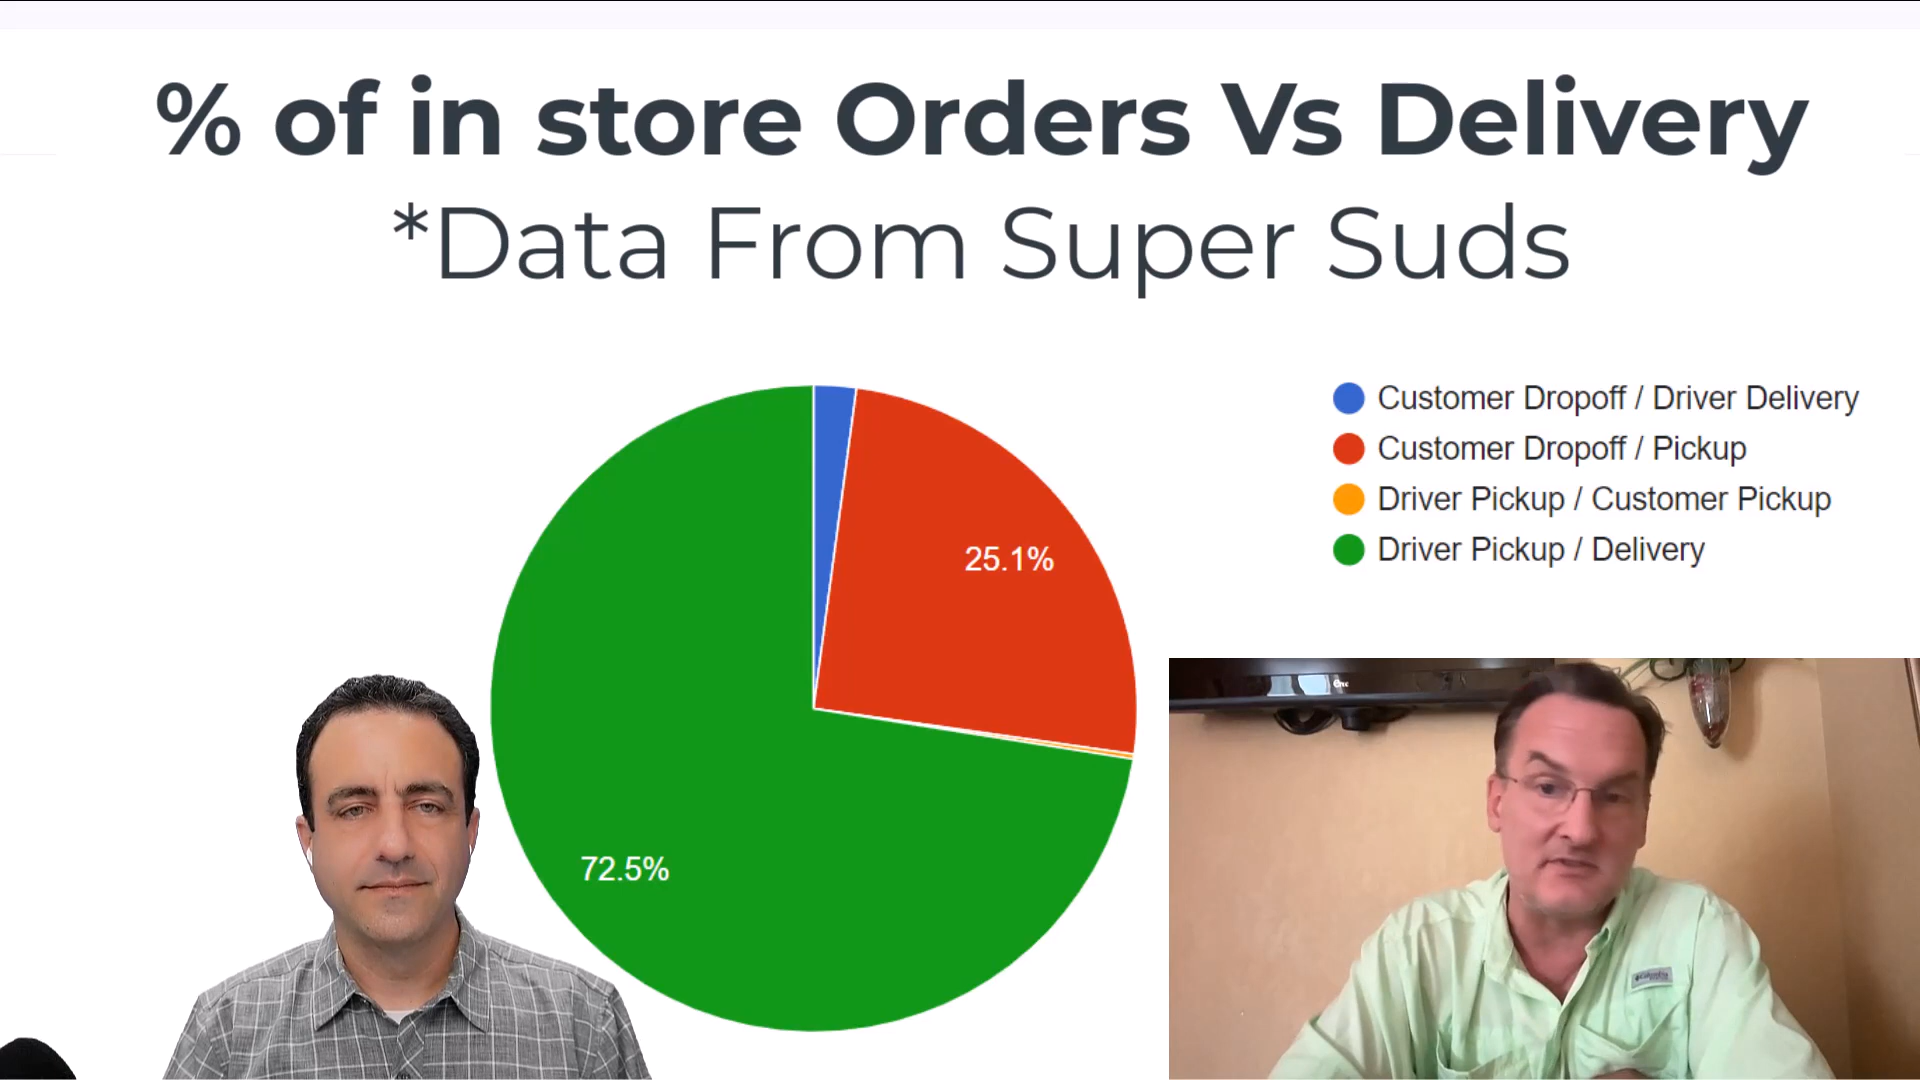 % of in store Orders Vs Delivery
*Data From Super Suds
Customer Dropoff / Driver Delivery
Customer Dropoff / Pickup
Driver Pickup / Customer Pickup
Driver Pickup / Delivery
25.1%
72.5%
Columbia